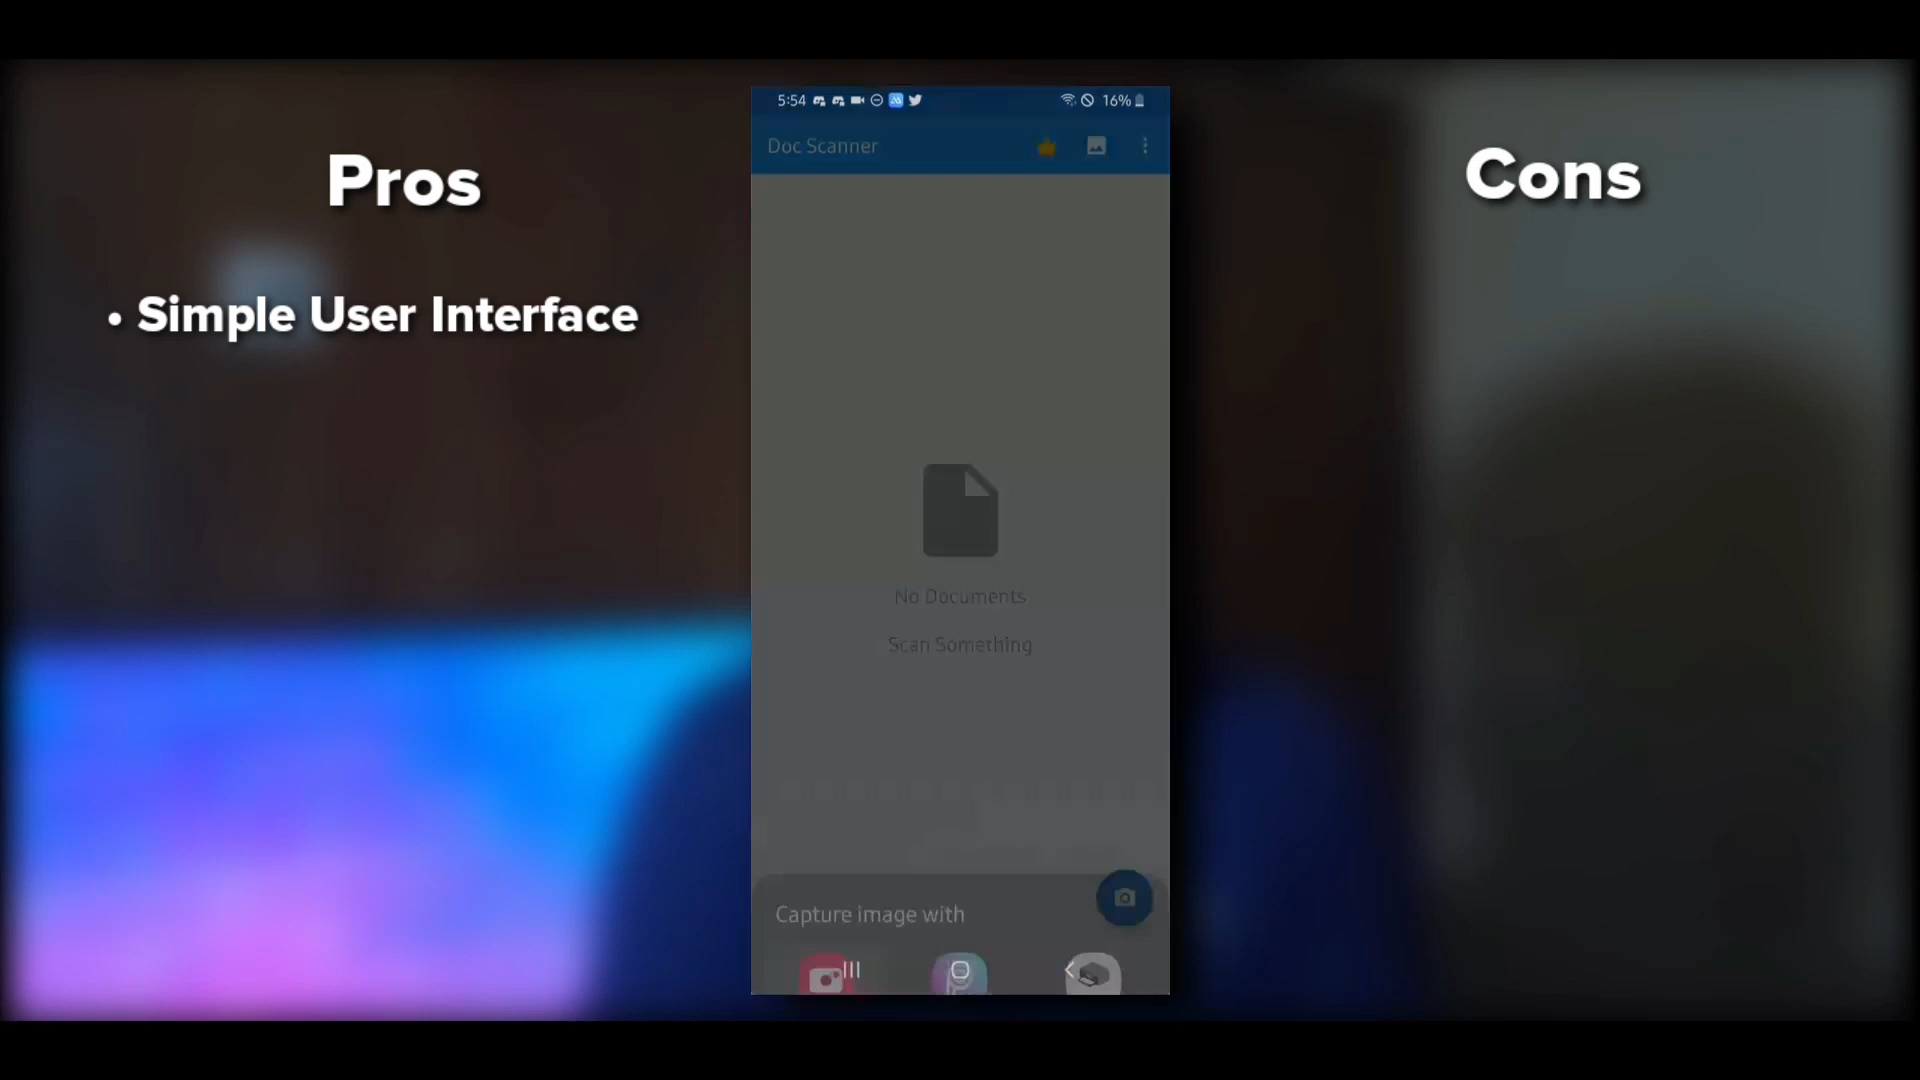 Pros
• Simple User Interface
5:54
16%
Doc Scanner
No Documents
Scan Something
Capture image with
Cons